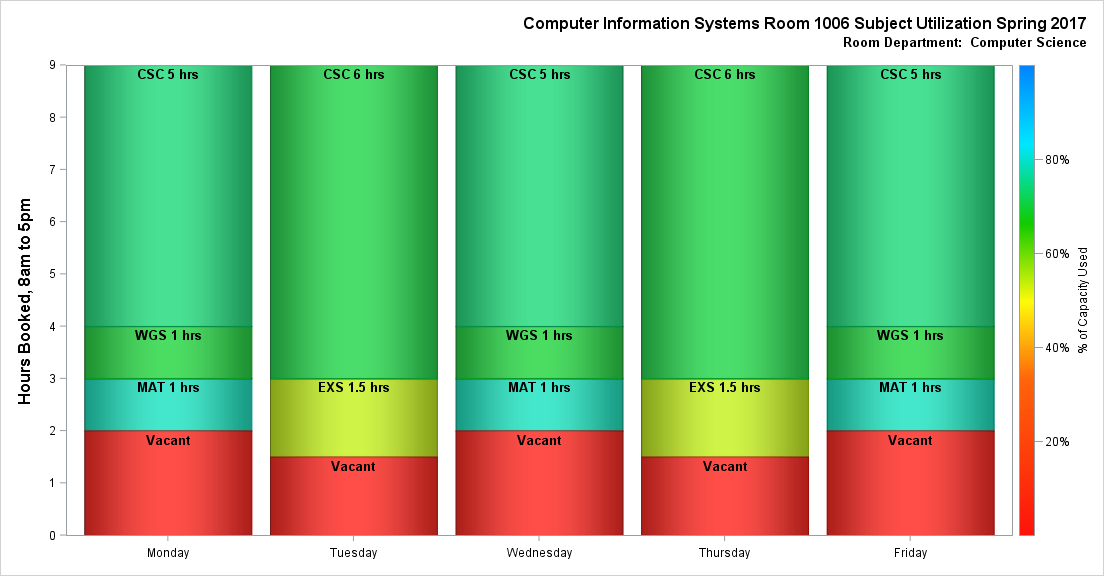 Computer Information Systems Room 1006 Subject Utilization Spring 2017
Room Department:  Computer Science
Hours Booked, 8am to 5pm
9
8
7
6
5
4
3
2
1
0
CSC 5 hrs
CSC 6 hrs
CSC 5 hrs
CSC 6 hrs
CSC 5 hrs
WGS 1 hrs
WGS 1 hrs
WGS 1 hrs
MAT 1 hrs
EXS 1.5 hrs
MAT 1 hrs
EXS 1.5 hrs
MAT 1 hrs
Vacant
Vacant
Vacant
Vacant
Vacant
Monday
Tuesday
Wednesday
Thursday
Friday
80%
60%
40%
20%
% of Capacity Used